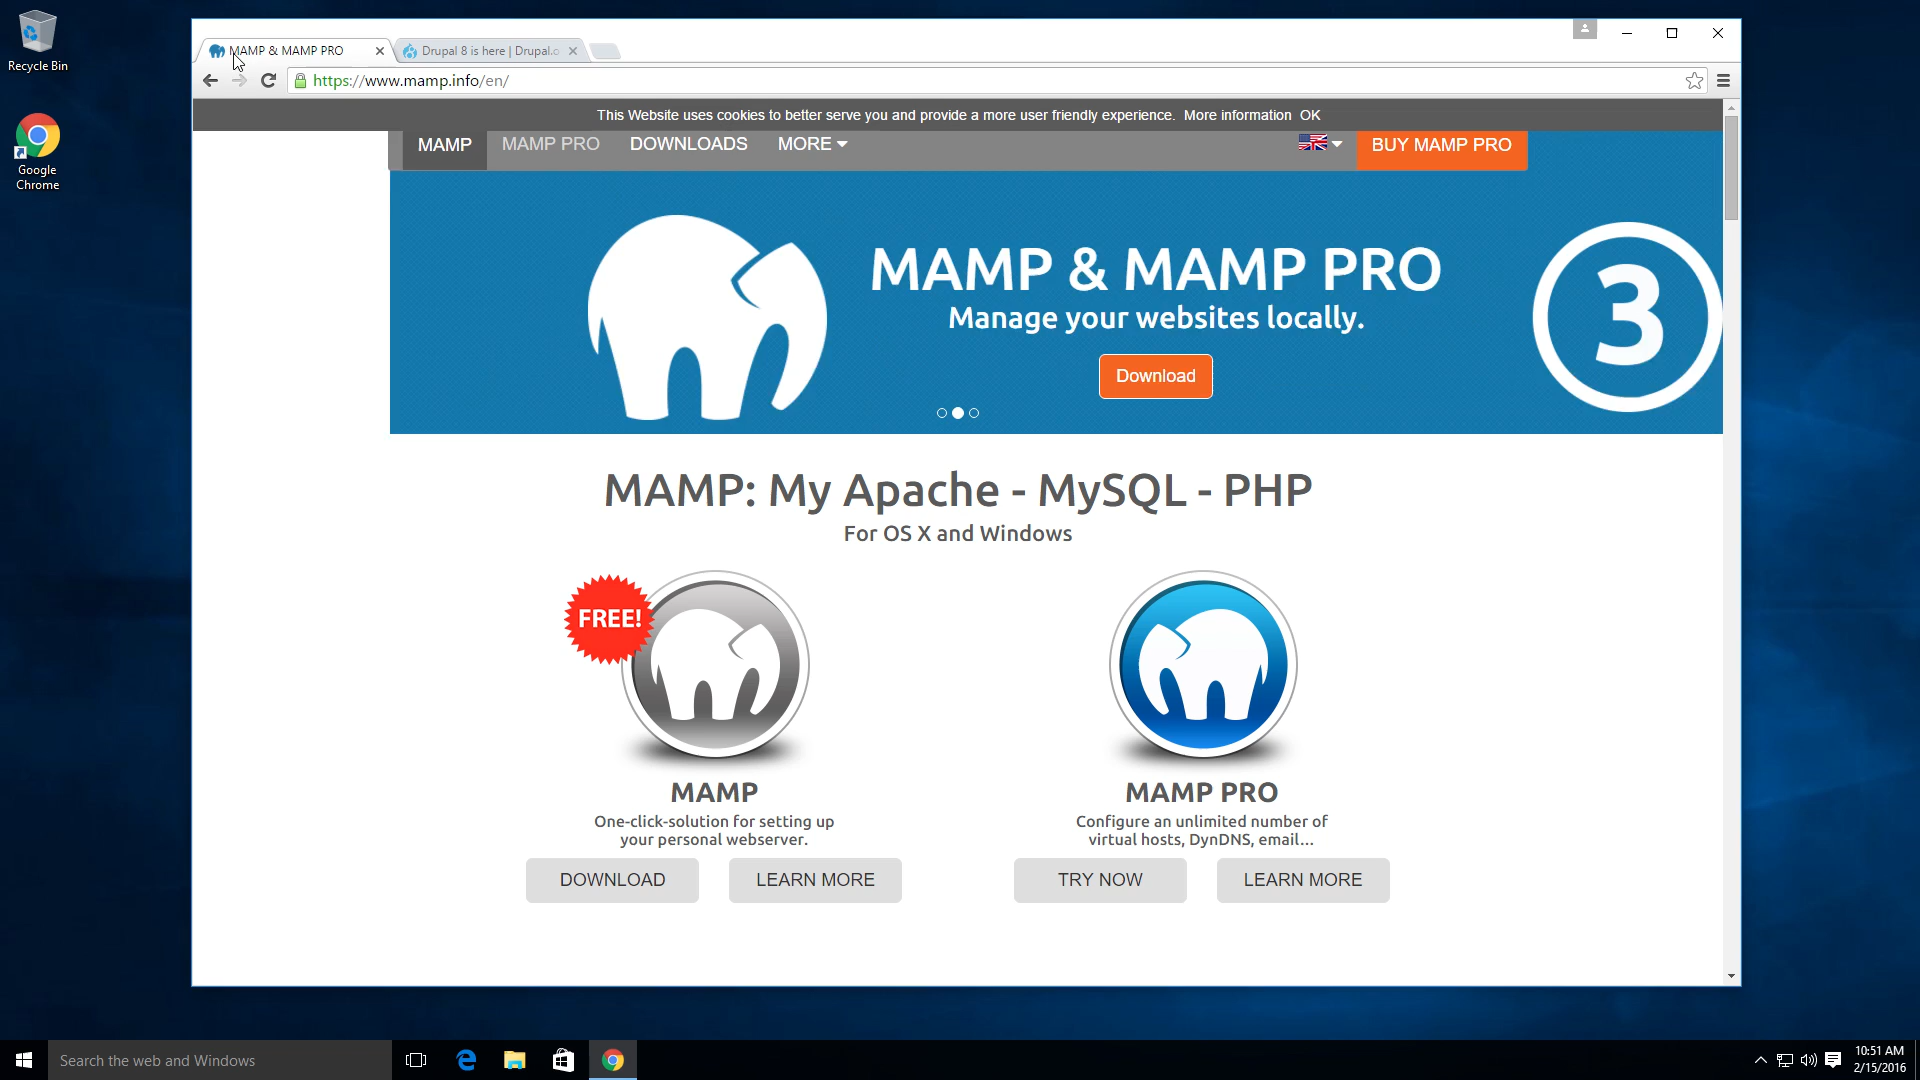 Recycle Bin
Google
Chrome
MAMP & MAMP PRO
Drupal 8 is here | Drupal.o
https://www.mamp.info/en/
This Website uses cookies to better serve you and provide a more user friendly experience. More information OK
MAMP
MAMP PRO
DOWNLOADS
MORE
BUY MAMP PRO
MAMP & MAMP PRO
Manage your websites locally.
Download
3
MAMP: My Apache - MySQL - PHP
For OS X and Windows
FREE!
MAMP
One-click-solution for setting up
your personal webserver.
DOWNLOAD
LEARN MORE
MAMP PRO
Configure an unlimited number of
virtual hosts, DynDNS, email...
TRY NOW
LEARN MORE
Search the web and Windows
10:51 AM
2/15/2016